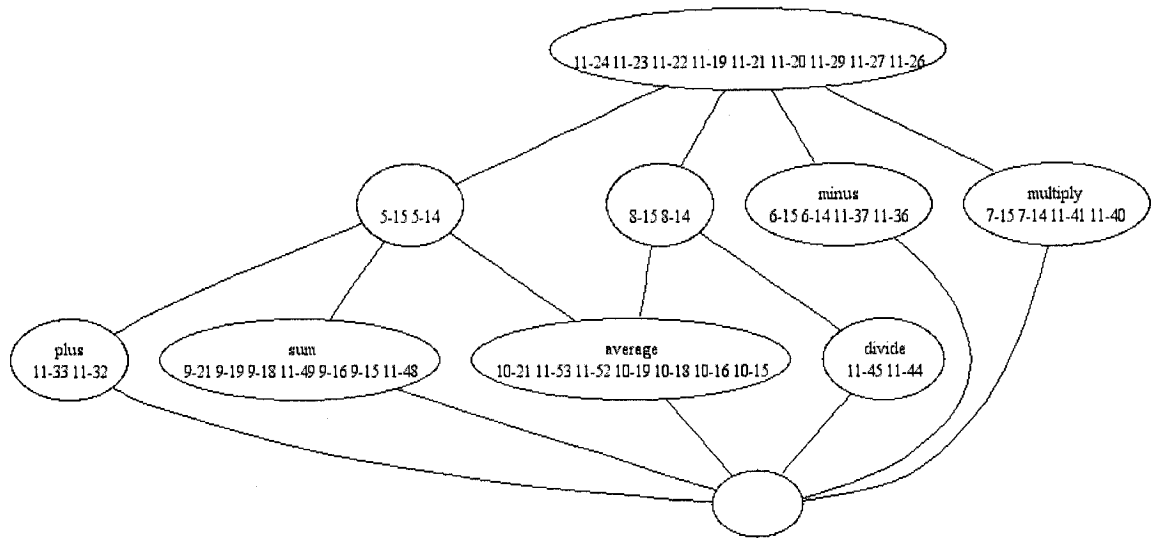 11-24 11-23 11-22 11-19 11-21 11-20 11-29 11-27 11-26
5-15 5-14
8-15 8-14
minus
6-15 6-14 11-37 11-36
multiply
7-15 7-14 11-41 11-40
plus
11-33 11-32
sum
9-21 9-19 9-18 11-49 9-16 9-15 11-48
average
10-21 11-53 11-52 10-19 10-18 10-16 10-15
divide
11-45 11-44